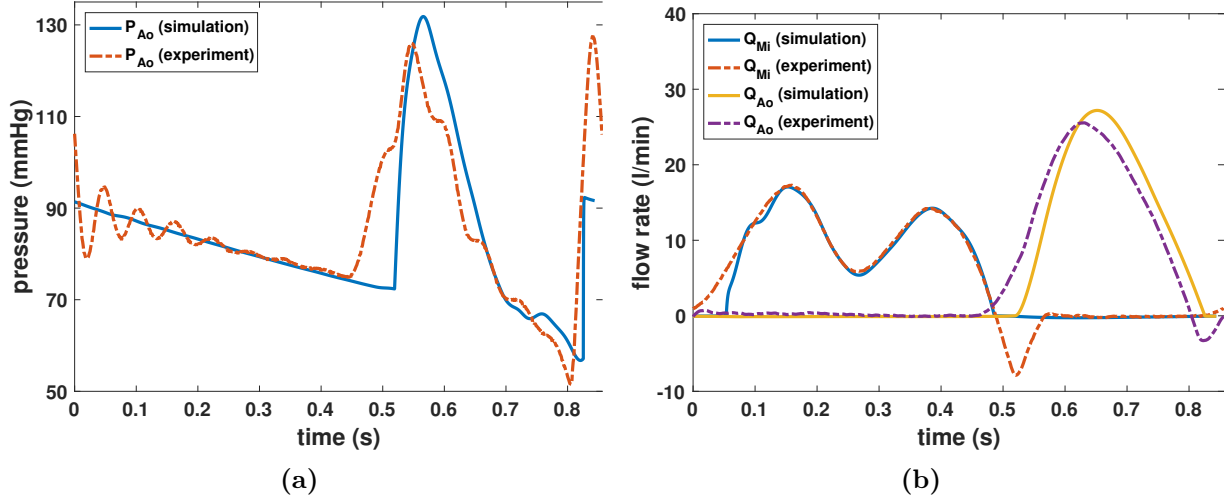 P_Ao (simulation)
P_Ao (experiment)
pressure (mmHg)
130
110
90
70
50
0 0.1 0.2 0.3 0.4 0.5 0.6 0.7 0.8
time (s)
(a)
Q_Mi (simulation)
Q_Mi (experiment)
Q_Ao (simulation)
Q_Ao (experiment)
flow rate (l/min)
40
30
20
10
0
-10
0 0.1 0.2 0.3 0.4 0.5 0.6 0.7 0.8
time (s)
(b)